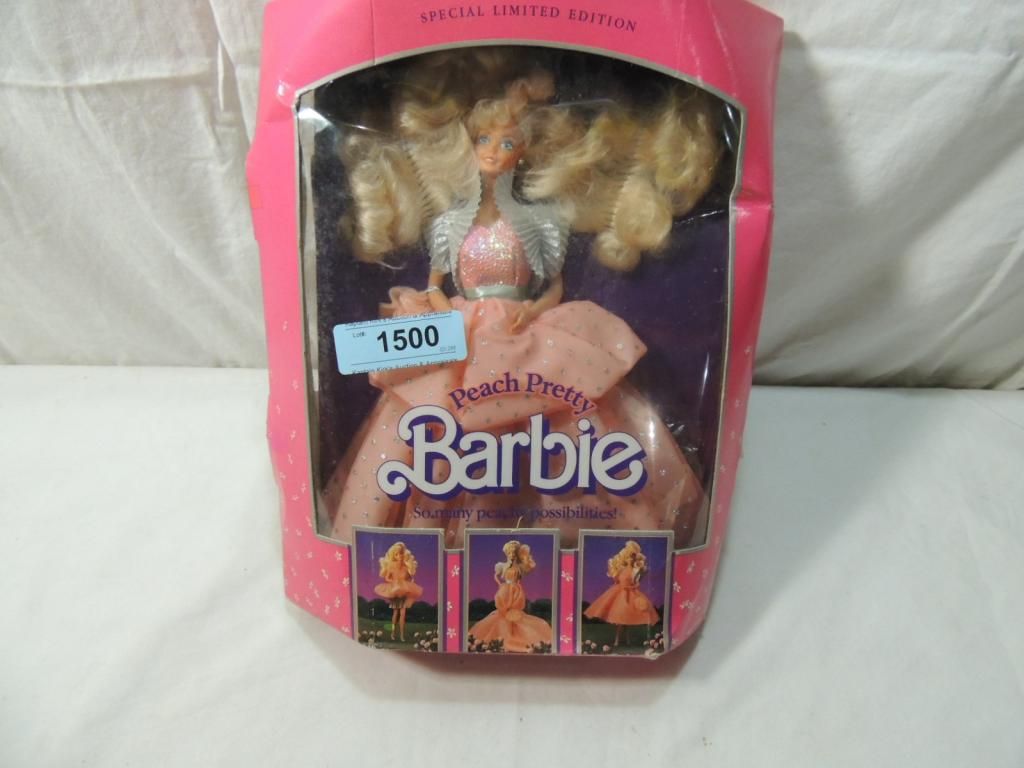 SPECIAL LIMITED EDITION
Lot#:
1500
Peach Pretty
Barbie
So many peachy possibilities!